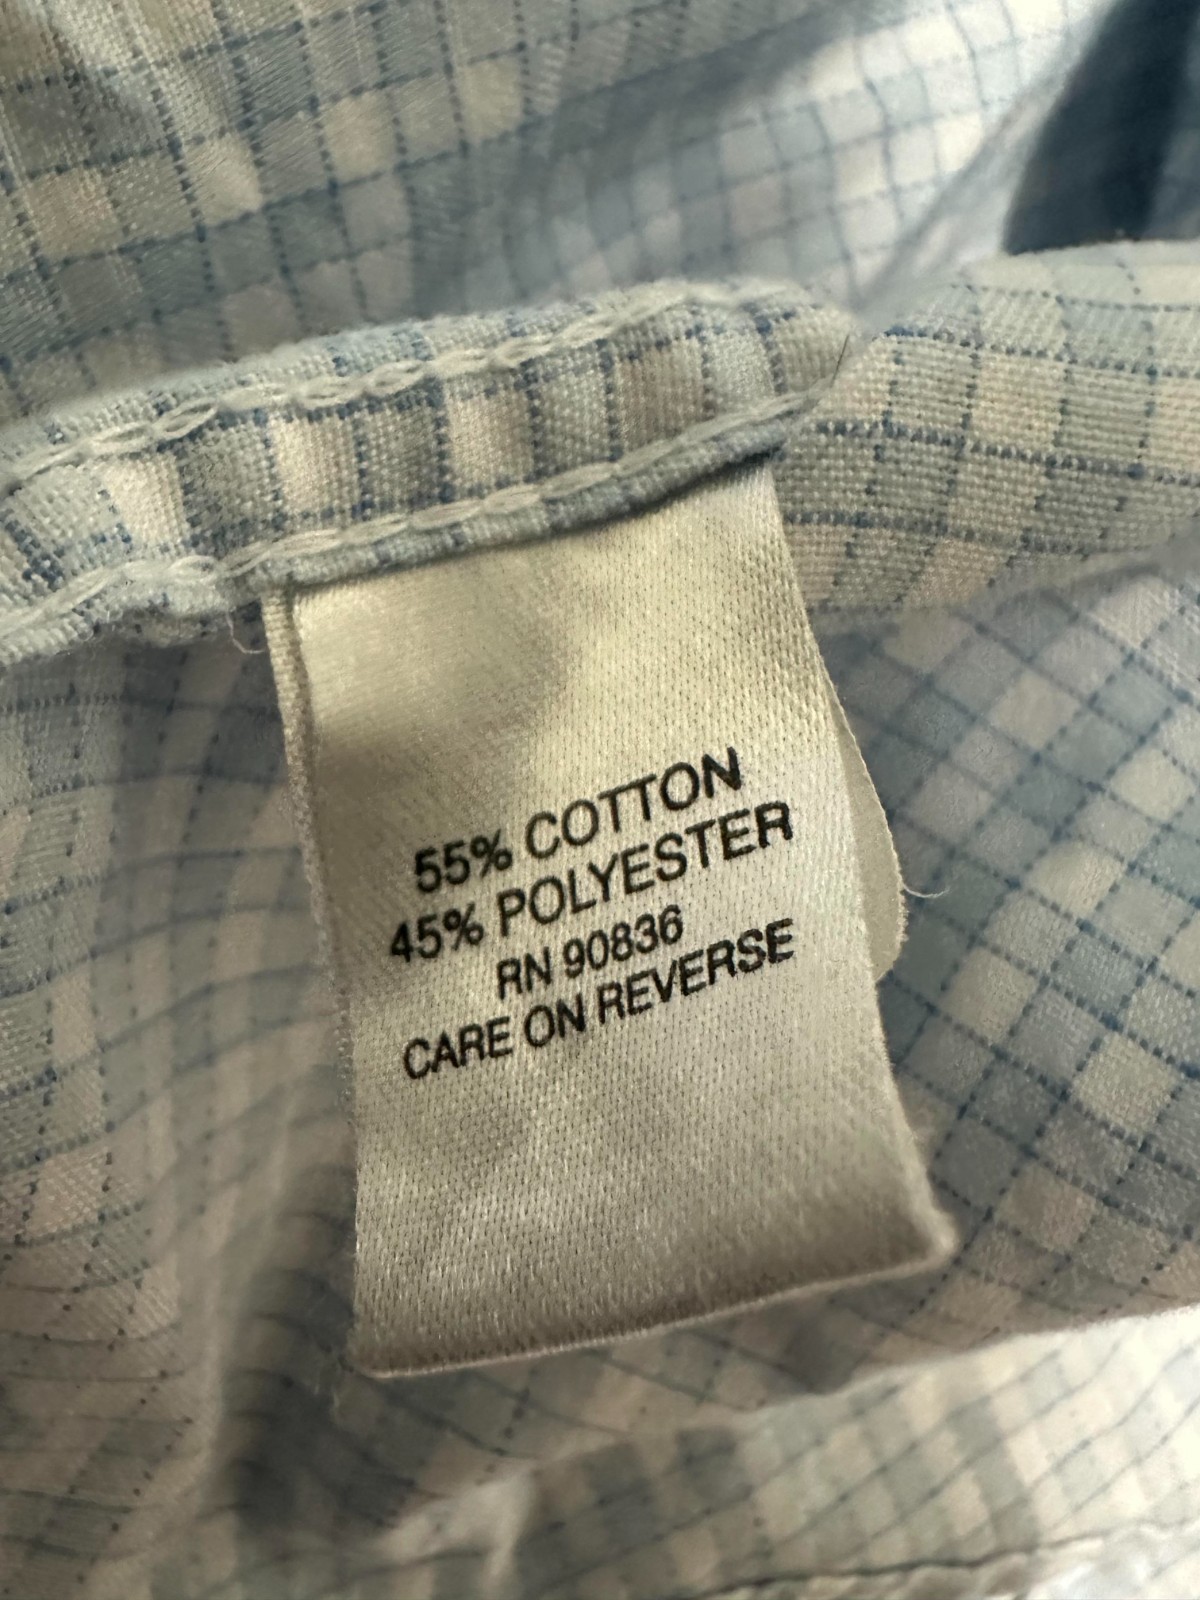 55% COTTON
45% POLYESTER
RN 90836
CARE ON REVERSE